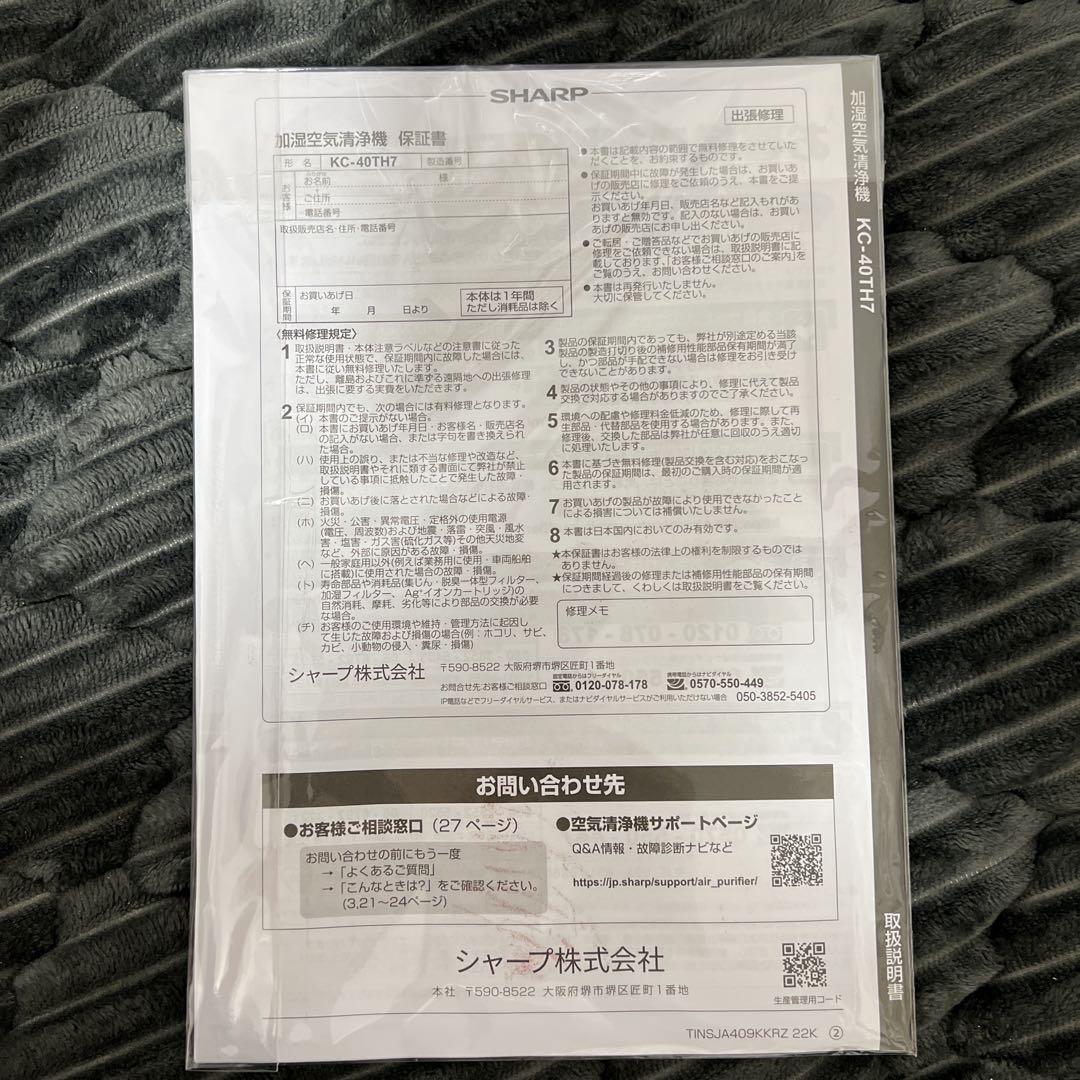 SHARP
出張修理
加湿空気清浄機 保証書
形 名 KC-40TH7 製造番号
お客様
ふりがな
お名前 様
ご住所
電話番号
取扱販売店名・住所・電話番号
保証期間
お買いあげ日
年 月 日より
本体は1年間
ただし消耗品は除く
●本書は記載内容の範囲で無料修理をさせていた
だくことを、お約束するものです。
●保証期間中に故障が発生した場合は、お買いあ
げの販売店に修理をご依頼のうえ、本書をご提
示ください。
お買いあげ年月日、販売店名など記入もれがあ
りますと無効です。記入のない場合は、お買い
あげの販売店にお申し出ください。
●ご転居・ご贈答品などでお買いあげの販売店に
修理をご依頼できない場合は、取扱説明書に記
載しております、「お客様ご相談窓口のご案内」を
ご覧のうえ、お問い合わせください。
●本書は再発行いたしません。
大切に保管してください。
〈無料修理規定〉
1 取扱説明書・本体注意ラベルなどの注意書に従った
正常な使用状態で、保証期間内に故障した場合には、
本書に従い無料修理いたします。
ただし、離島およびこれに準ずる遠隔地への出張修理
は、出張に要する実費をいただきます。
2 保証期間内でも、次の場合には有料修理となります。
(イ) 本書のご提示がない場合。
(ロ) 本書にお買いあげ年月日・お客様名・販売店名
の記入がない場合、または字句を書き換えられ
た場合。
(ハ) 使用上の誤り、または不当な修理や改造など、
取扱説明書やそれに類する書面にて弊社が禁止
している事項に抵触したことで発生した故障・
損傷。
(ニ) お買いあげ後に落とされた場合などによる故障・
損傷。
(ホ) 火災・公害・異常電圧・定格外の使用電源
(電圧、周波数)および地震・落雷・突風・風水
害・塩害・ガス害(硫化ガス等)その他天災地変
など、外部に原因がある故障・損傷。
(ヘ) 一般家庭用以外(例えば業務用に使用・車両船舶
に搭載)に使用された場合の故障・損傷。
(ト) 寿命部品や消耗品(集じん・脱臭一体型フィルター、
加湿フィルター、 Ag⁺イオンカートリッジ)の
自然消耗、摩耗、劣化等により部品の交換が必要
な場合。
(チ) お客様のご使用環境や維持・管理方法に起因し
て生じた故障および損傷の場合(例：ホコリ、サビ、
カビ、小動物の侵入・糞尿・損傷)
3 製品の保証期間内であっても、弊社が別途定める当該
製品の製造打切り後の補修用性能部品保有期間が満了
し、かつ部品が手配できない場合は修理をお引き受け
できないことがあります。
4 製品の状態やその他の事項により、修理に代えて製品
交換で対応する場合がありますのでご了承ください。
5 環境への配慮や修理料金低減のため、修理に際して再
生部品・代替部品を使用する場合があります。また、
修理後、交換した部品は弊社が任意に回収のうえ適切
に処理いたします。
6 本書に基づき無料修理(製品交換を含む対応)をおこなっ
た製品の保証期間は、最初のご購入時の保証期間が適
用されます。
7 お買いあげの製品が故障により使用できなかったこと
による損害については補償いたしません。
8 本書は日本国内においてのみ有効です。
★本保証書はお客様の法律上の権利を制限するものでは
ありません。
★保証期間経過後の修理または補修用性能部品の保有期間
につきまして、くわしくは取扱説明書をご覧ください。
修理メモ
シャープ株式会社 〒590-8522 大阪府堺市堺区匠町1番地
お問合せ先 お客様ご相談窓口 固定電話からはフリーダイヤル 0120-078-178 携帯電話からはナビダイヤル 0570-550-449
IP電話などでフリーダイヤルサービス、またはナビダイヤルサービスがご利用いただけない場合 050-3852-5405
お問い合わせ先
●お客様ご相談窓口（27 ページ）
お問い合わせの前にもう一度
→「よくあるご質問」
→「こんなときは?」をご確認ください。
(3,21〜24ページ)
●空気清浄機サポートページ
Q&A情報・故障診断ナビなど
https://jp.sharp/support/air_purifier/
シャープ株式会社
本社 〒590-8522 大阪府堺市堺区匠町1番地
生産管理用コード
TINSJA409KKRZ 22K ②
加湿空気清浄機 KC-40TH7
取扱説明書